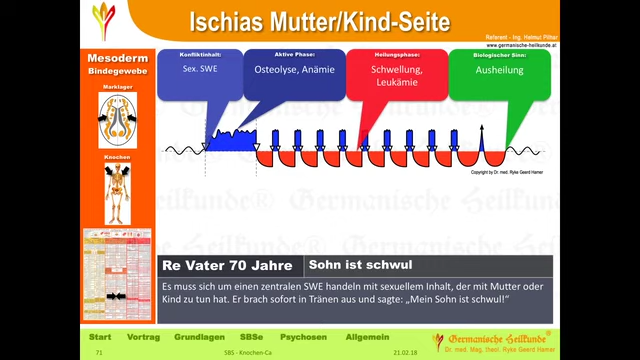 Ischias Mutter/Kind-Seite
Referent - Ing. Helmut Pilhar
www.germanische-heilkunde.at
Mesoderm
Bindegewebe
Marklager
Knochen
Konfliktinhalt:
Sex. SWE
Aktive Phase:
Osteolyse, Anämie
Heilungsphase:
Schwellung,
Leukämie
Biologischer Sinn:
Ausheilung
Copyright by Dr. med. Ryke Geerd Hamer
Re Vater 70 Jahre
Sohn ist schwul
Es muss sich um einen zentralen SWE handeln mit sexuellem Inhalt, der mit Mutter oder
Kind zu tun hat. Er brach sofort in Tränen aus und sagte: „Mein Sohn ist schwul!“
Start Vortrag Grundlagen SBSe Psychosen Allgemein
71 SBS - Knochen-Ca 21.02.18
Germanische Heilkunde®
Dr. med. Mag. theol. Ryke Geerd Hamer